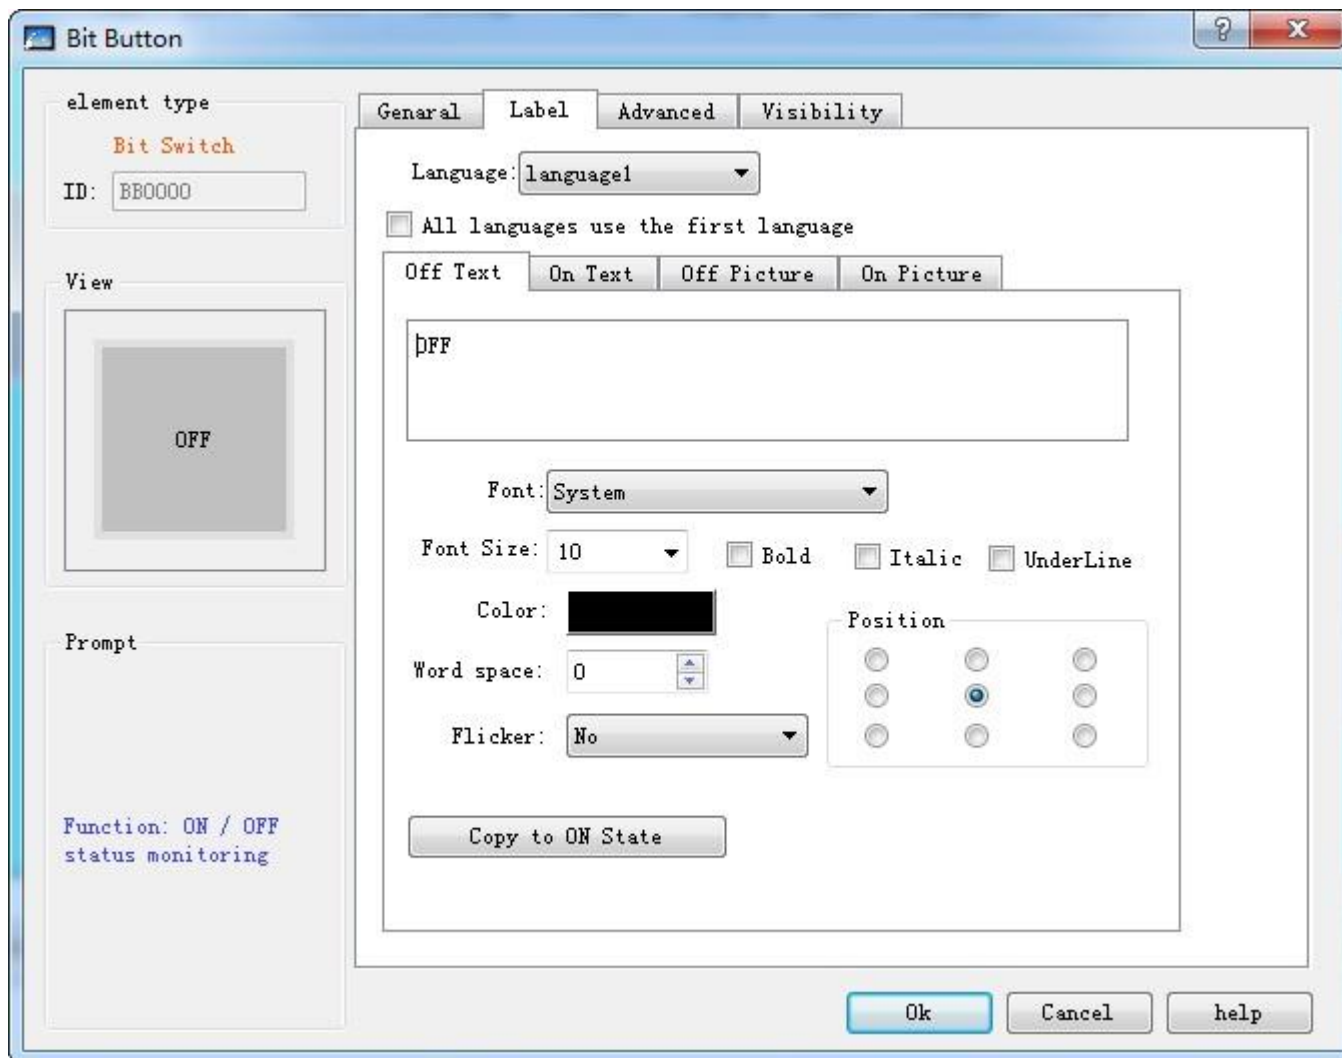 Bit Button
element type
Bit Switch
ID: BB0000
View
OFF
Prompt
Function: ON / OFF
status monitoring
Genaral Label Advanced Visibility
Language: language1
All languages use the first language
Off Text On Text Off Picture On Picture
OFF
Font: System
Font Size: 10 Bold Italic UnderLine
Color:
Position
Word space: 0
Flicker: No
Copy to ON State
Ok Cancel help